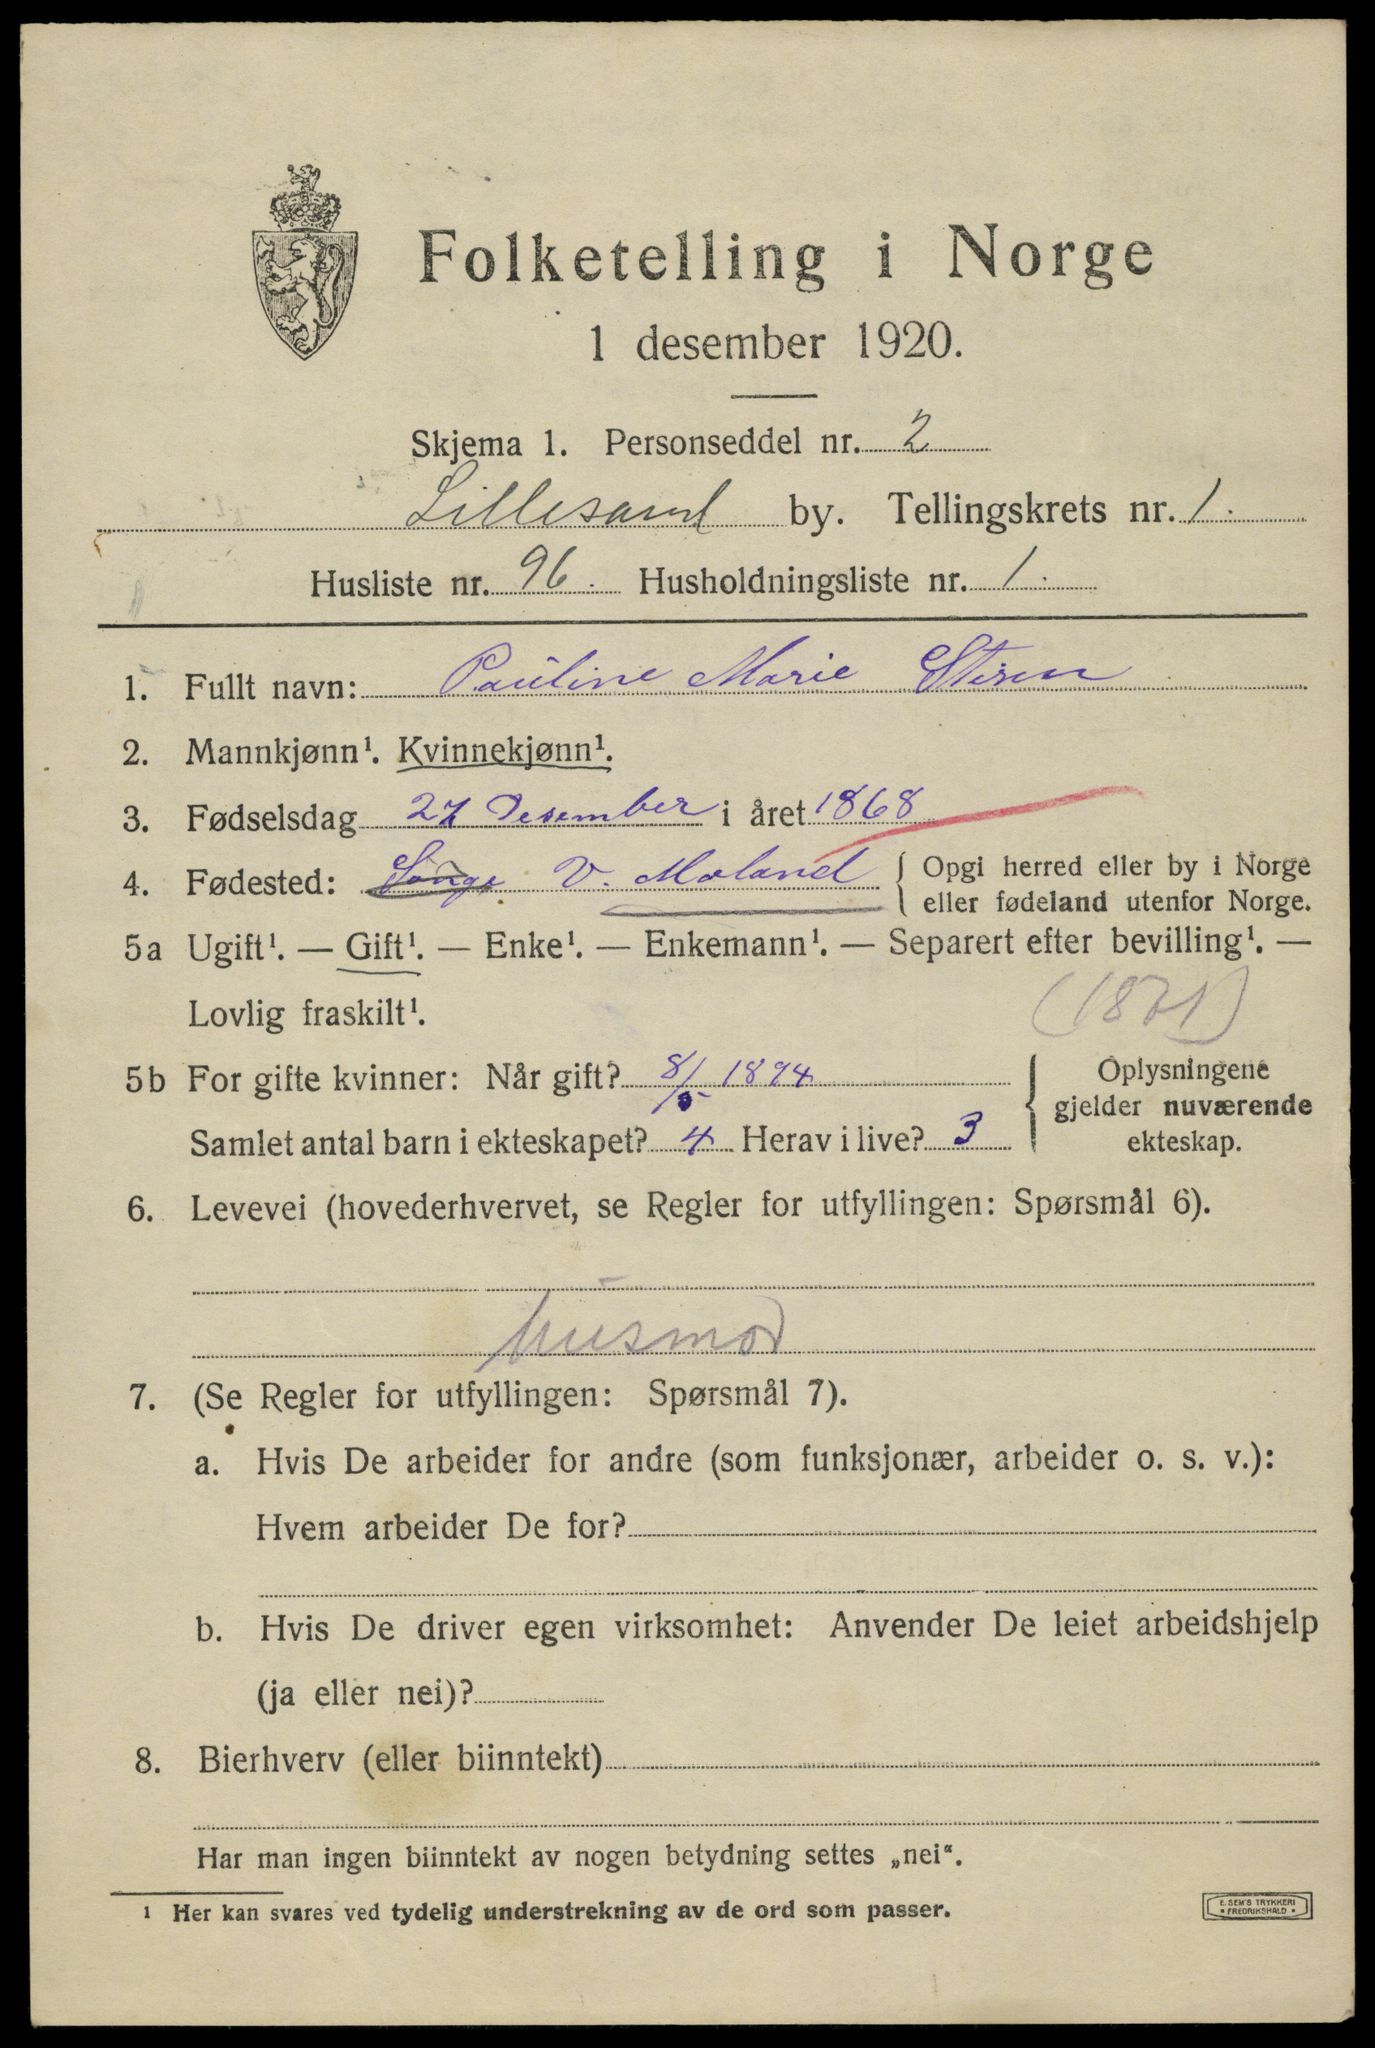 Folketelling i Norge
1 desember 1920.
Skjema 1. Personseddel nr. 2
Lillesand by. Tellingskrets nr. 1.
Husliste nr. 96. Husholdningsliste nr. 1.
1. Fullt navn: Pauline Marie
2. Mannkjønn¹. Kvinnekjønn¹.
3. Fødselsdag 27 Desember i året 1868
4. Fødested: Songe V. Moland { Opgi herred eller by i Norge
eller fødeland utenfor Norge.
5a Ugift¹. — Gift¹. — Enke¹. — Enkemann¹. — Separert efter bevilling¹. —
Lovlig fraskilt¹. (1871)
5b For gifte kvinner: Når gift? 8/5 1894
Samlet antal barn i ekteskapet? 4 Herav i live? 3
{ Oplysningene
gjelder nuværende
ekteskap.
6. Levevei (hovederhvervet, se Regler for utfyllingen: Spørsmål 6).
husmor
7. (Se Regler for utfyllingen: Spørsmål 7).
a. Hvis De arbeider for andre (som funksjonær, arbeider o. s. v.):
Hvem arbeider De for?
b. Hvis De driver egen virksomhet: Anvender De leiet arbeidshjelp
(ja eller nei)?
8. Bierhverv (eller biinntekt)
Har man ingen biinntekt av nogen betydning settes „nei“.
¹ Her kan svares ved tydelig understrekning av de ord som passer.
E. SEM'S TRYKKERI
• FREDRIKSHALD •